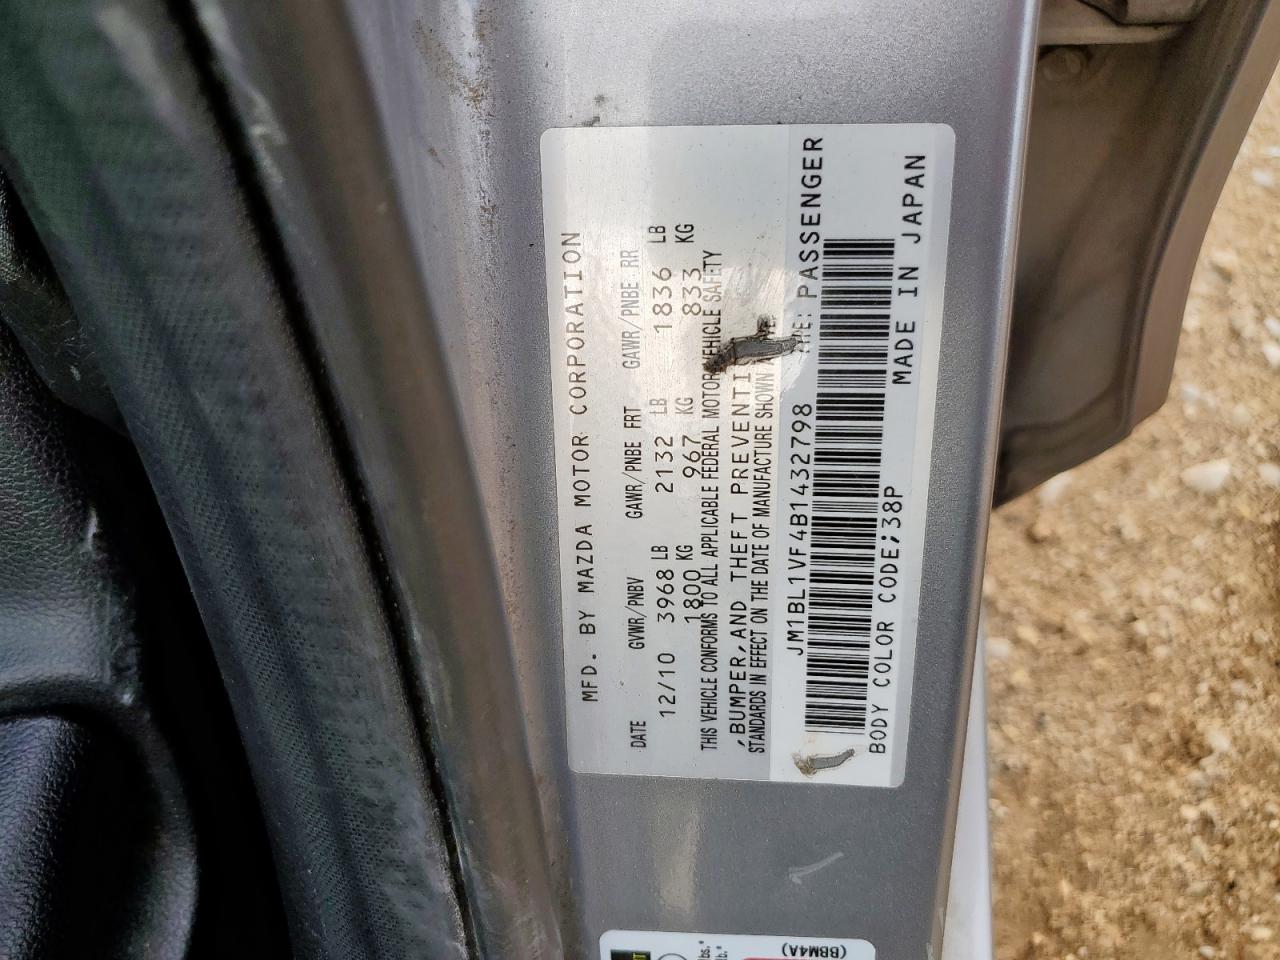 MFD. BY MAZDA MOTOR CORPORATION
DATE GVWR/PNBV GAWR/PNBE FRT GAWR/PNBE RR
12/10 3968 LB 2132 LB 1836 LB
1800 KG 967 KG 833 KG
THIS VEHICLE CONFORMS TO ALL APPLICABLE FEDERAL MOTOR VEHICLE SAFETY
,BUMPER,AND THEFT PREVENTI
STANDARDS IN EFFECT ON THE DATE OF MANUFACTURE SHOWN
JM1BL1VF4B1432798 PE: PASSENGER
BODY COLOR CODE;38P MADE IN JAPAN
lbs.*
lb.*
(BBM4A)